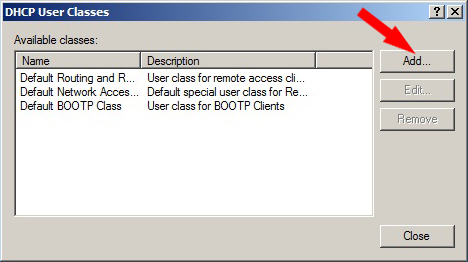 DHCP User Classes
Available classes:
Name Description
Default Routing and R... User class for remote access cli...
Default Network Acces... Default special user class for Re...
Default BOOTP Class User class for BOOTP Clients
Add...
Edit...
Remove
Close